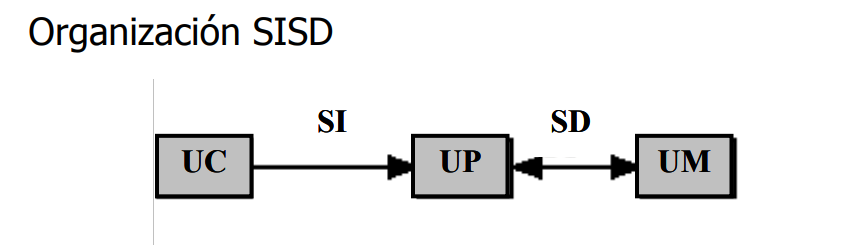 Organización SISD
SI SD
UC UP UM